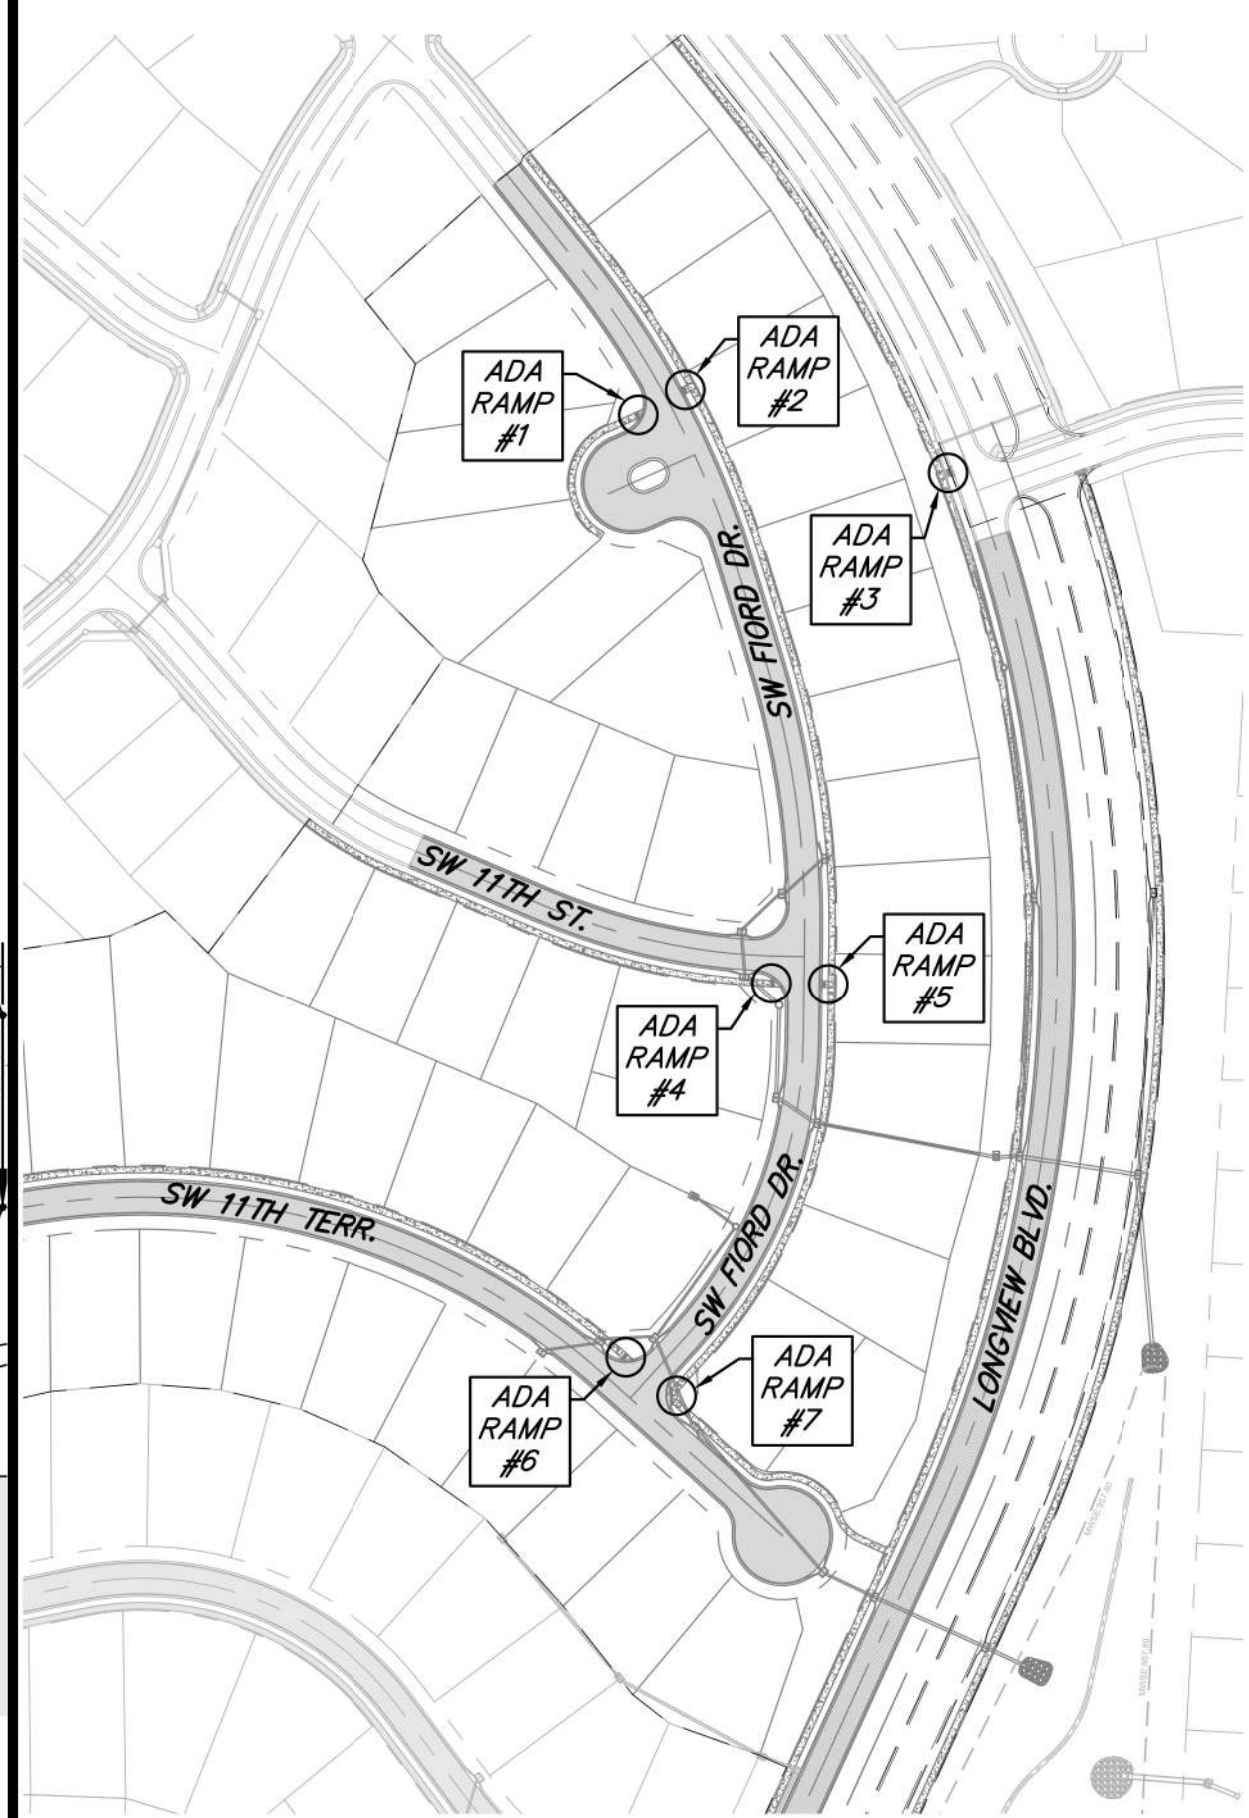 ADA
RAMP
#2
ADA
RAMP
#1
ADA
RAMP
#3
SW FIORD DR.
SW 11TH ST.
ADA
RAMP
#5
ADA
RAMP
#4
SW 11TH TERR.
SW FIORD DR.
LONGVIEW BLVD.
ADA
RAMP
#7
ADA
RAMP
#6